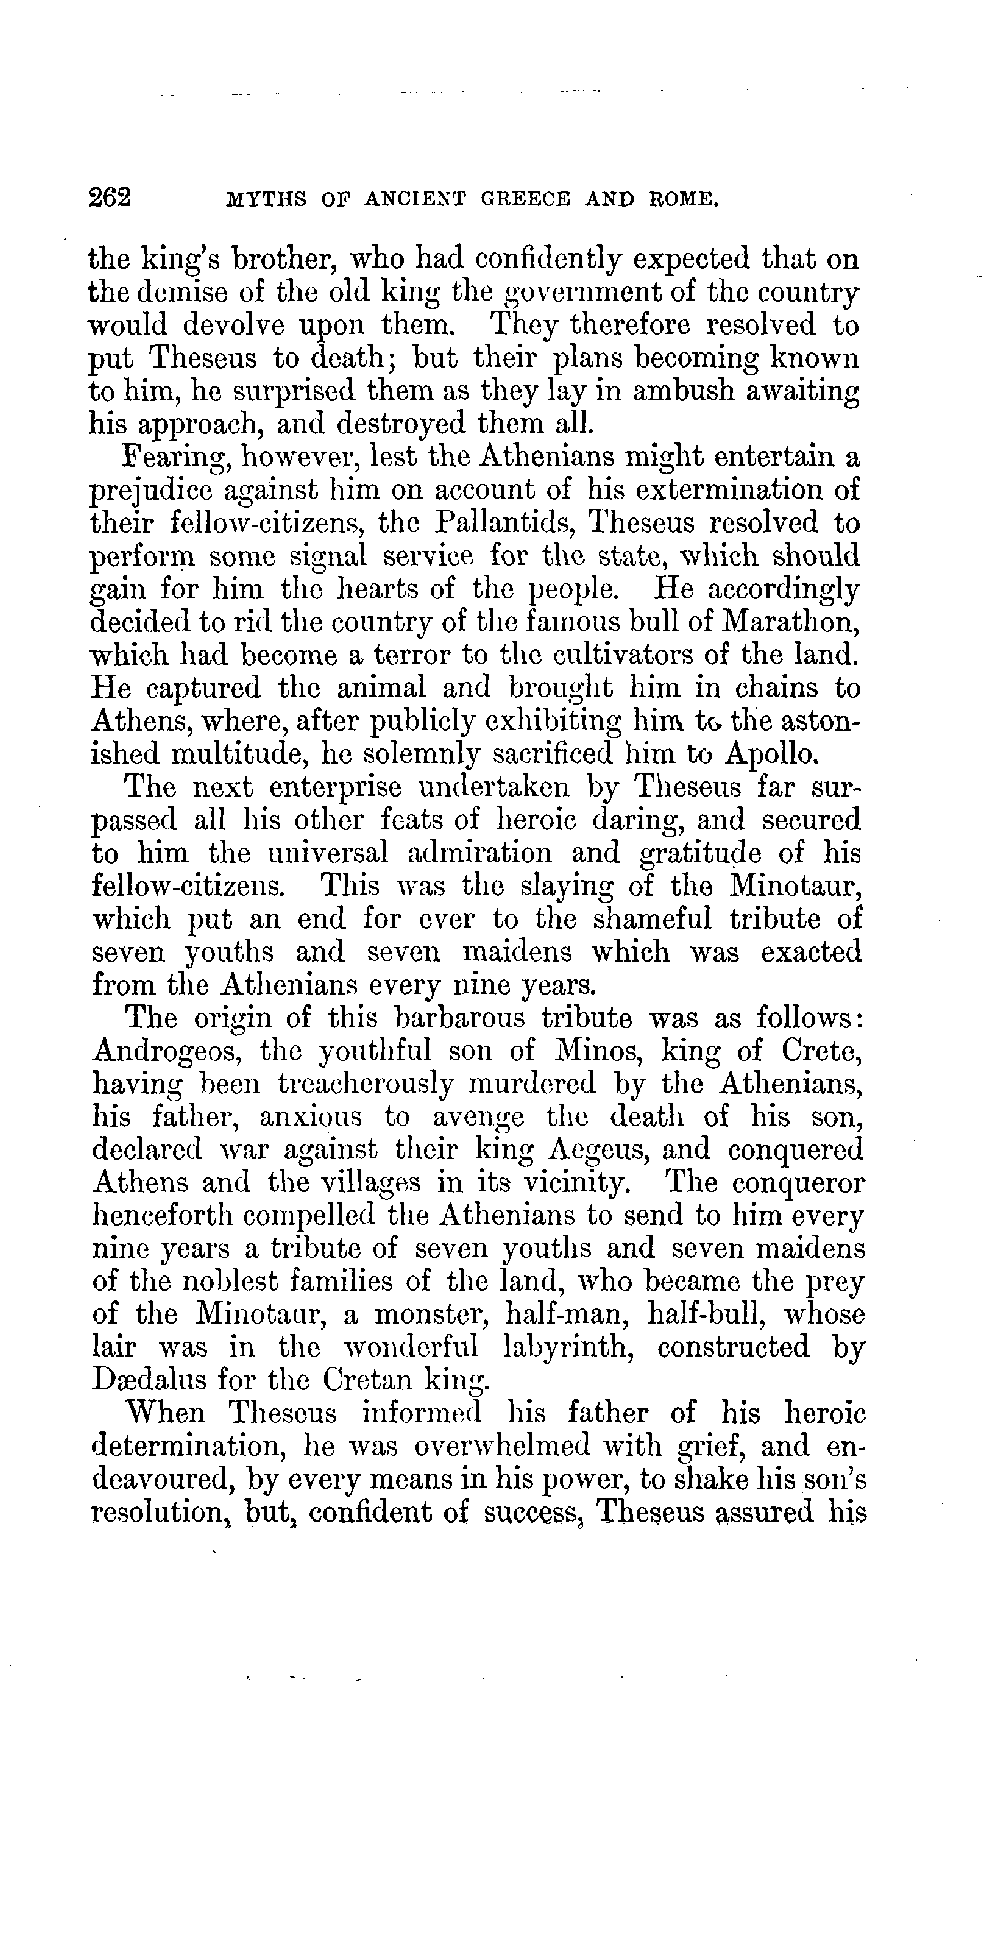 262 MYTHS OF ANCIENT GREECE AND ROME.
the king's brother, who had confidently expected that on
the demise of the old king the government of the country
would devolve upon them. They therefore resolved to
put Theseus to death; but their plans becoming known
to him, he surprised them as they lay in ambush awaiting
his approach, and destroyed them all.
Fearing, however, lest the Athenians might entertain a
prejudice against him on account of his extermination of
their fellow-citizens, the Pallantids, Theseus resolved to
perform some signal service for the state, which should
gain for him the hearts of the people. He accordingly
decided to rid the country of the famous bull of Marathon,
which had become a terror to the cultivators of the land.
He captured the animal and brought him in chains to
Athens, where, after publicly exhibiting him to the aston-
ished multitude, he solemnly sacrificed him to Apollo.
The next enterprise undertaken by Theseus far sur-
passed all his other feats of heroic daring, and secured
to him the universal admiration and gratitude of his
fellow-citizens. This was the slaying of the Minotaur,
which put an end for ever to the shameful tribute of
seven youths and seven maidens which was exacted
from the Athenians every nine years.
The origin of this barbarous tribute was as follows:
Androgeos, the youthful son of Minos, king of Crete,
having been treacherously murdered by the Athenians,
his father, anxious to avenge the death of his son,
declared war against their king Aegeus, and conquered
Athens and the villages in its vicinity. The conqueror
henceforth compelled the Athenians to send to him every
nine years a tribute of seven youths and seven maidens
of the noblest families of the land, who became the prey
of the Minotaur, a monster, half-man, half-bull, whose
lair was in the wonderful labyrinth, constructed by
Dædalus for the Cretan king.
When Theseus informed his father of his heroic
determination, he was overwhelmed with grief, and en-
deavoured, by every means in his power, to shake his son's
resolution, but, confident of success, Theseus assured his